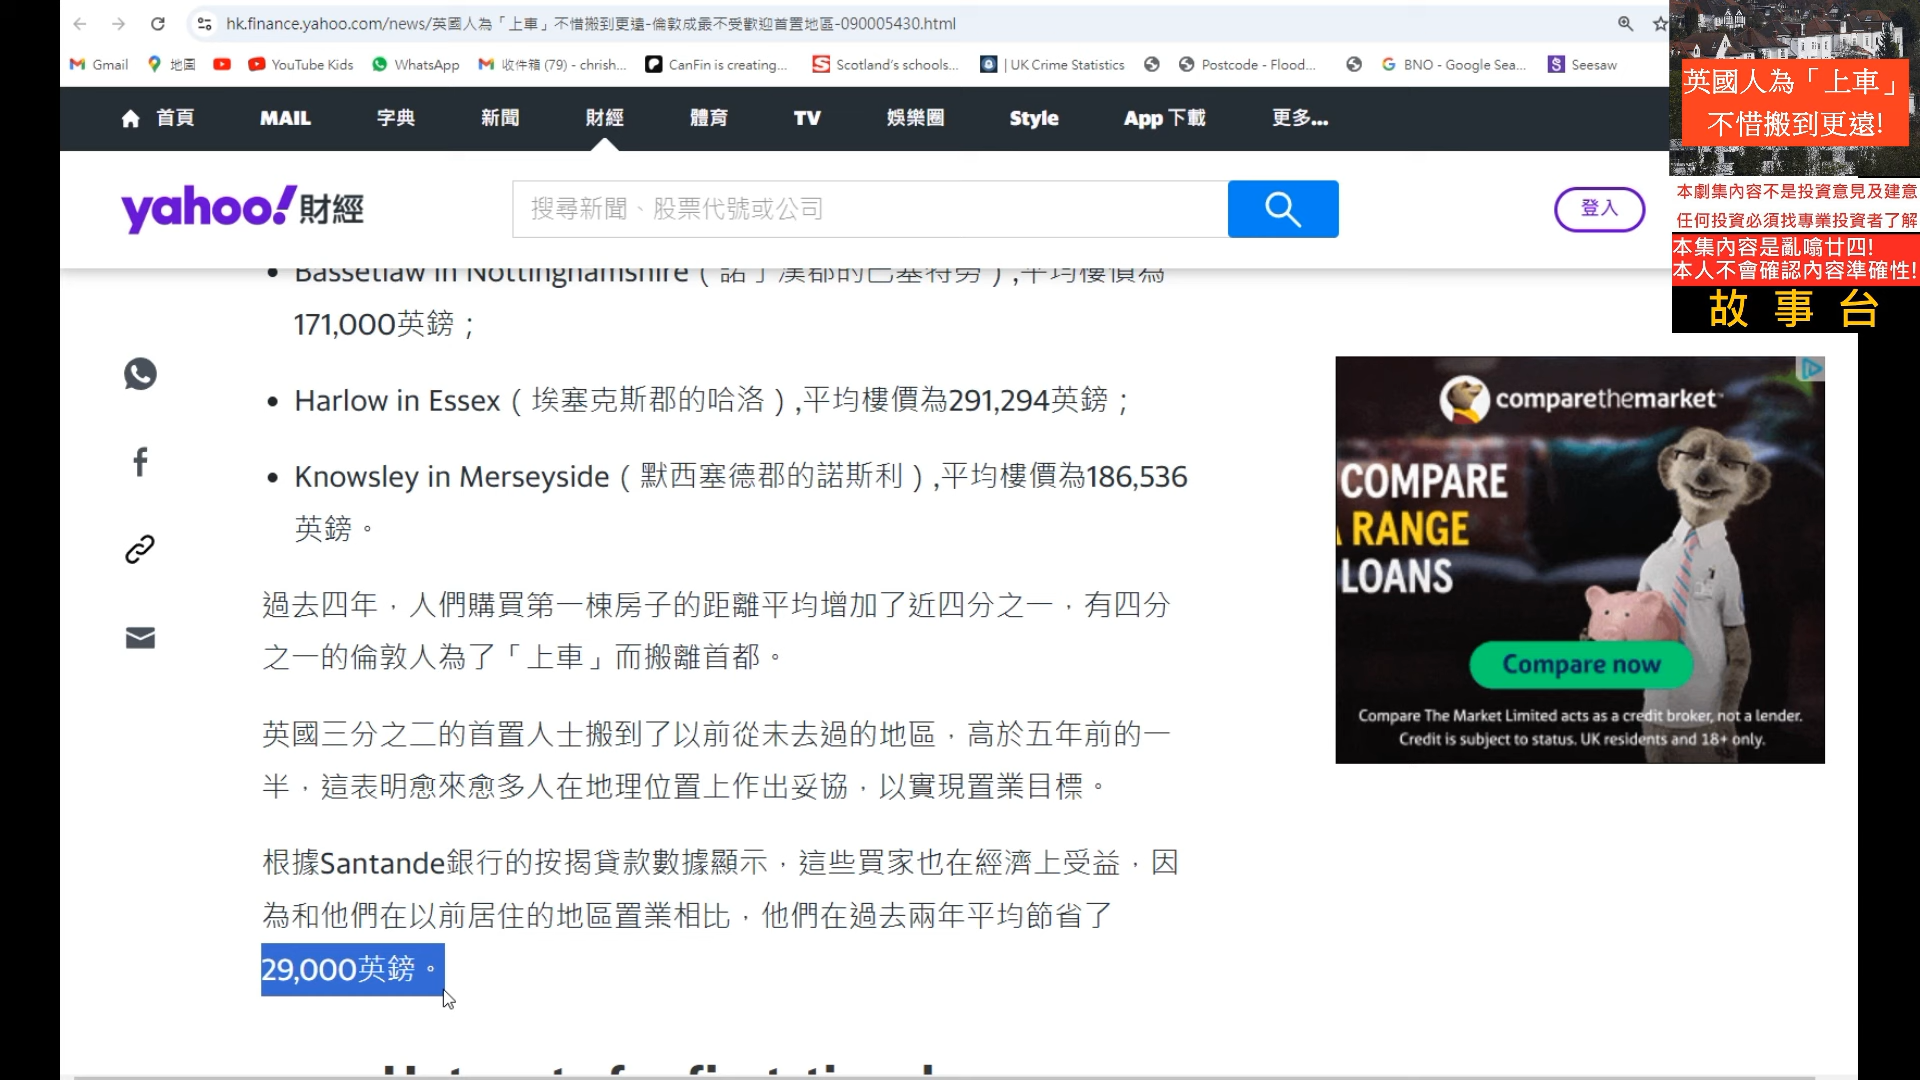 hk.finance.yahoo.com/news/英國人為「上車」不惜搬到更遠-倫敦成最不受歡迎首置地區-090005430.html
Gmail 地圖 YouTube Kids WhatsApp 收件箱 (79) - chrish... CanFin is creating... Scotland's schools... | UK Crime Statistics Postcode - Flood... BNO - Google Sea... Seesaw
首頁 MAIL 字典 新聞 財經 體育 TV 娛樂圈 Style App 下載 更多...
yahoo!財經 搜尋新聞、股票代號或公司 登入
英國人為「上車」
不惜搬到更遠!
本劇集內容不是投資意見及建意
任何投資必須找專業投資者了解
本集內容是亂噏廿四!
本人不會確認內容準確性!
故事台
Bassetlaw in Nottinghamshire（諾丁漢郡的巴塞特勞）,平均樓價為
171,000英鎊；
Harlow in Essex（埃塞克斯郡的哈洛）,平均樓價為291,294英鎊；
Knowsley in Merseyside（默西塞德郡的諾斯利）,平均樓價為186,536
英鎊。
過去四年，人們購買第一棟房子的距離平均增加了近四分之一，有四分
之一的倫敦人為了「上車」而搬離首都。
英國三分之二的首置人士搬到了以前從未去過的地區，高於五年前的一
半，這表明愈來愈多人在地理位置上作出妥協，以實現置業目標。
根據Santande銀行的按揭貸款數據顯示，這些買家也在經濟上受益，因
為和他們在以前居住的地區置業相比，他們在過去兩年平均節省了
29,000英鎊。
comparethemarket
COMPARE
A RANGE
LOANS
Compare now
Compare The Market Limited acts as a credit broker, not a lender.
Credit is subject to status. UK residents and 18+ only.